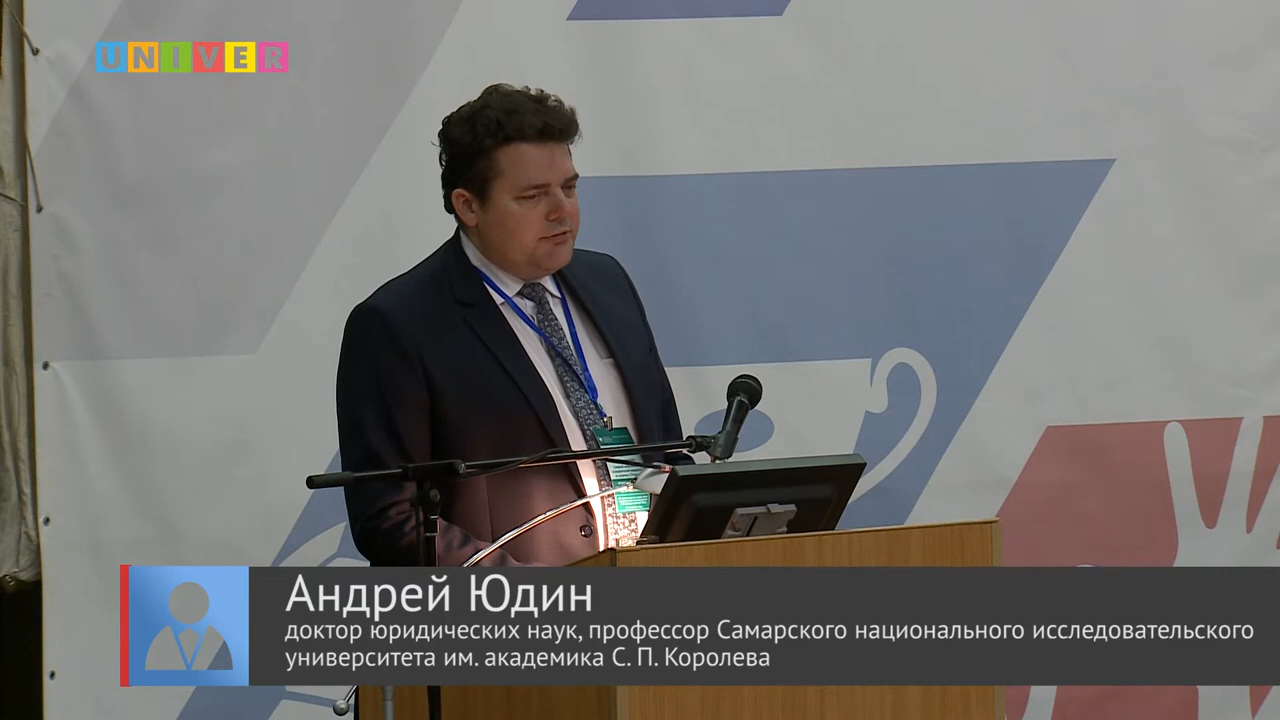 UNIVER
Андрей Юдин
доктор юридических наук, профессор Самарского национального исследовательского
университета им. академика С. П. Королева